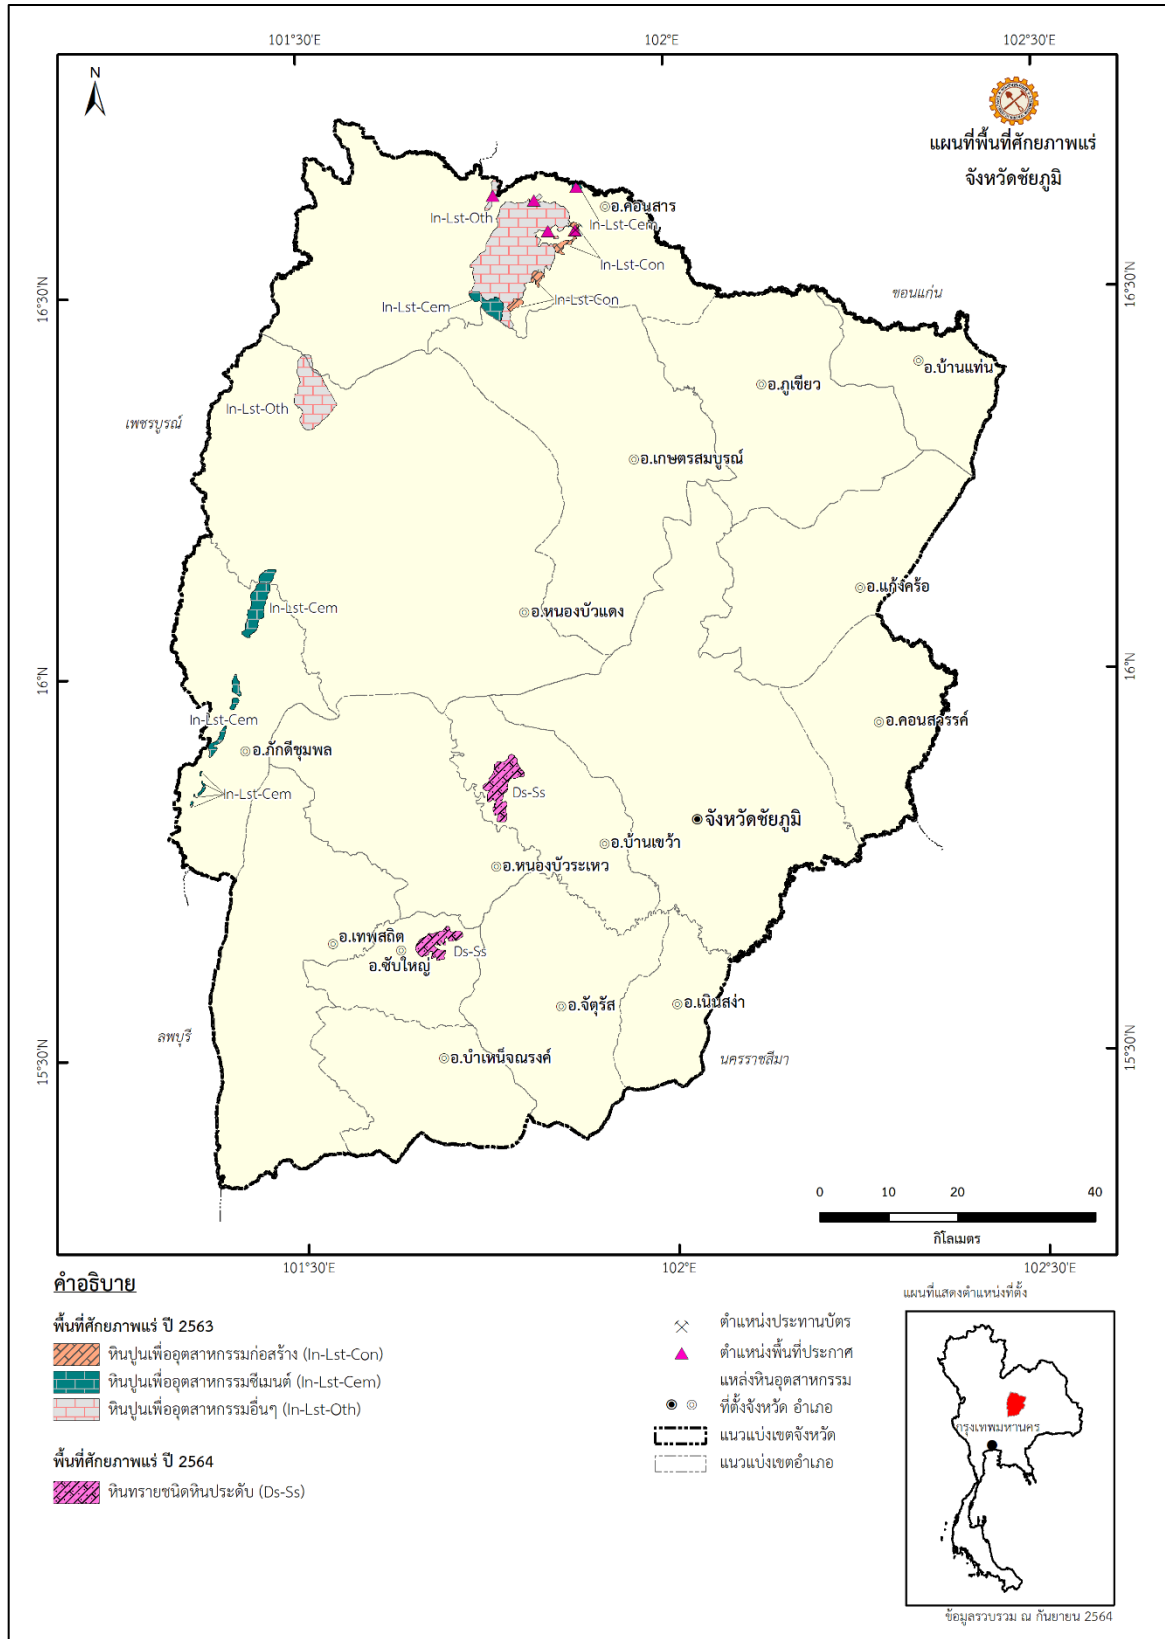 101°30'E 102°E 102°30'E
N
แผนที่พื้นที่ศักยภาพแร่
จังหวัดชัยภูมิ
In-Lst-Oth
อ.คอนสาร
In-Lst-Cem
In-Lst-Con
16°30'N
In-Lst-Cem
In-Lst-Con
ขอนแก่น
16°30'N
อ.บ้านแท่น
อ.ภูเขียว
In-Lst-Oth
เพชรบูรณ์
อ.เกษตรสมบูรณ์
อ.แก้งคร้อ
In-Lst-Cem
อ.หนองบัวแดง
16°N
16°N
In-Lst-Cem
อ.คอนสวรรค์
อ.ภักดีชุมพล
In-Lst-Cem
Ds-Ss
จังหวัดชัยภูมิ
อ.บ้านเขว้า
อ.หนองบัวระเหว
อ.เทพสถิต
Ds-Ss
อ.ซับใหญ่
อ.จัตุรัส
อ.เนินสง่า
ลพบุรี
15°30'N
อ.บำเหน็จณรงค์
นครราชสีมา
15°30'N
0 10 20 40
กิโลเมตร
101°30'E 102°E 102°30'E
คำอธิบาย
พื้นที่ศักยภาพแร่ ปี 2563
หินปูนเพื่ออุตสาหกรรมก่อสร้าง (In-Lst-Con)
หินปูนเพื่ออุตสาหกรรมซีเมนต์ (In-Lst-Cem)
หินปูนเพื่ออุตสาหกรรมอื่นๆ (In-Lst-Oth)
พื้นที่ศักยภาพแร่ ปี 2564
หินทรายชนิดหินประดับ (Ds-Ss)
ตำแหน่งประทานบัตร
ตำแหน่งพื้นที่ประกาศ
แหล่งหินอุตสาหกรรม
ที่ตั้งจังหวัด อำเภอ
แนวแบ่งเขตจังหวัด
แนวแบ่งเขตอำเภอ
แผนที่แสดงตำแหน่งที่ตั้ง
กรุงเทพมหานคร
ข้อมูลรวบรวม ณ กันยายน 2564